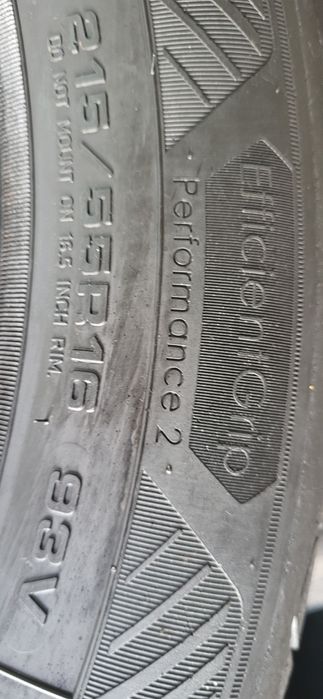 EfficientGrip
Performance 2
215/55R16 93V
DO NOT MOUNT ON 16.5 INCH RIM.